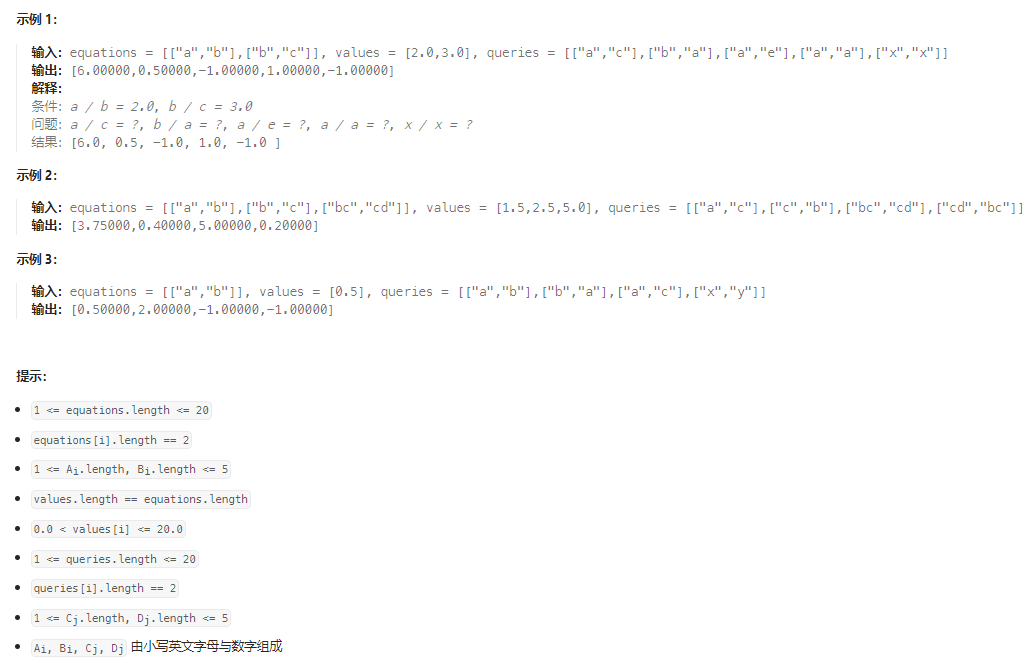 示例 1:
输入: equations = [["a","b"],["b","c"]], values = [2.0,3.0], queries = [["a","c"],["b","a"],["a","e"],["a","a"],["x","x"]]
输出: [6.00000,0.50000,-1.00000,1.00000,-1.00000]
解释:
条件: a / b = 2.0, b / c = 3.0
问题: a / c = ?, b / a = ?, a / e = ?, a / a = ?, x / x = ?
结果: [6.0, 0.5, -1.0, 1.0, -1.0 ]
示例 2:
输入: equations = [["a","b"],["b","c"],["bc","cd"]], values = [1.5,2.5,5.0], queries = [["a","c"],["c","b"],["bc","cd"],["cd","bc"]]
输出: [3.75000,0.40000,5.00000,0.20000]
示例 3:
输入: equations = [["a","b"]], values = [0.5], queries = [["a","b"],["b","a"],["a","c"],["x","y"]]
输出: [0.50000,2.00000,-1.00000,-1.00000]
提示:
• 1 <= equations.length <= 20
• equations[i].length == 2
• 1 <= Ai.length, Bi.length <= 5
• values.length == equations.length
• 0.0 < values[i] <= 20.0
• 1 <= queries.length <= 20
• queries[i].length == 2
• 1 <= Cj.length, Dj.length <= 5
• Ai, Bi, Cj, Dj 由小写英文字母与数字组成